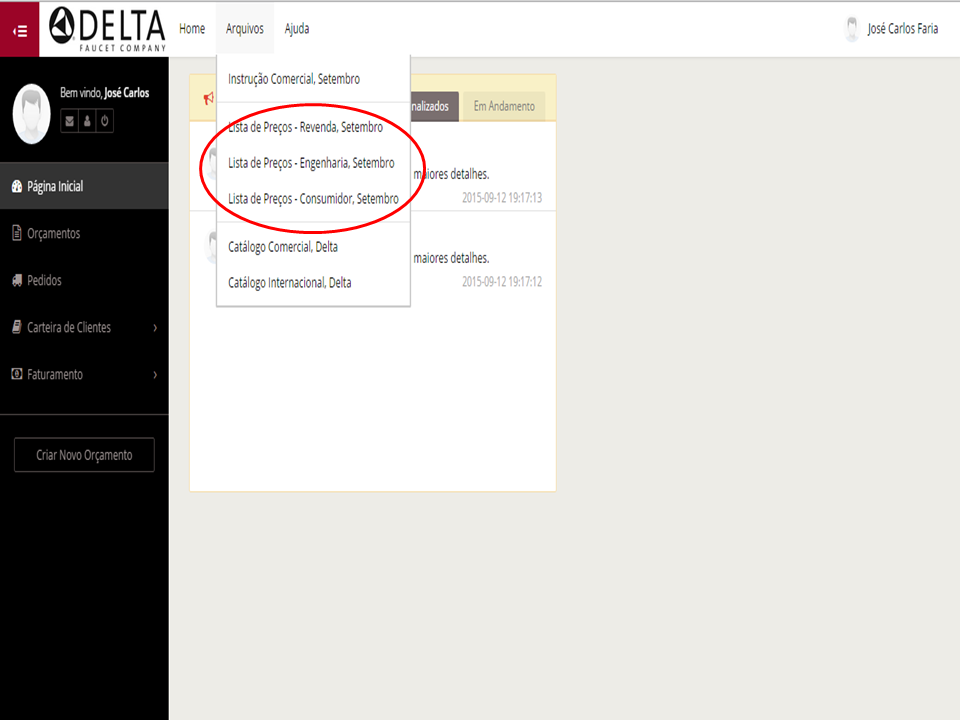 DELTA
FAUCET COMPANY
Home
Arquivos
Ajuda
José Carlos Faria
Bem vindo, José Carlos
Página Inicial
Orçamentos
Pedidos
Carteira de Clientes
Faturamento
Criar Novo Orçamento
Instrução Comercial, Setembro
Lista de Preços - Revenda, Setembro
Lista de Preços - Engenharia, Setembro
Lista de Preços - Consumidor, Setembro
Catálogo Comercial, Delta
Catálogo Internacional, Delta
nalizados
Em Andamento
maiores detalhes.
2015-09-12 19:17:13
maiores detalhes.
2015-09-12 19:17:12